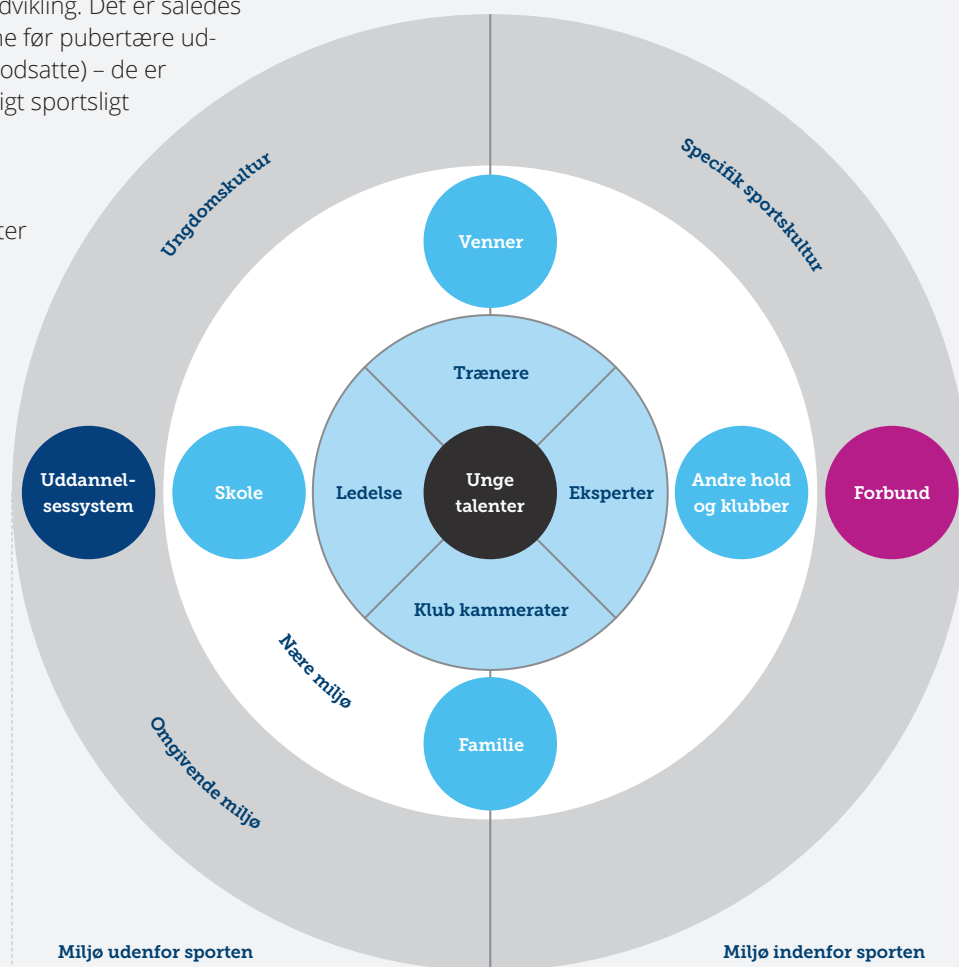 dvikling. Det er således
ne før pubertære ud-
odsatte) – de er
igt sportsligt
ter
Ungdomskultur
Specifik sportskultur
Venner
Trænere
Uddannel-
sessystem
Skole
Ledelse
Unge
talenter
Eksperter
Andre hold
og klubber
Forbund
Klub kammerater
Nære miljø
Familie
Omgivende miljø
Miljø udenfor sporten
Miljø indenfor sporten